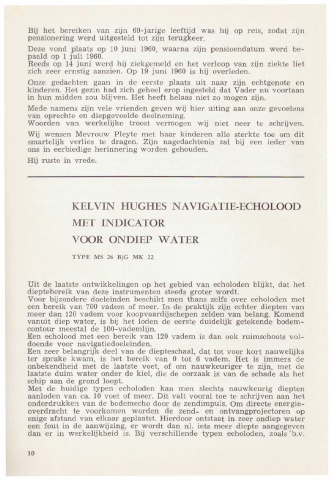 Bij het bereiken van zijn 60-jarige leeftijd was hij op reis, zodat zijn
pensionering werd uitgesteld tot zijn terugkeer.
Deze vond plaats op 10 juni 1960, waarna zijn pensioendatum werd be-
paald op 1 juli 1960.
Reeds op 14 juni werd hij ziekgemeld en het verloop van zijn ziekte liet
zich zeer ernstig aanzien. Op 19 juni 1960 is hij overleden.
Onze gedachten gaan in de eerste plaats uit naar zijn echtgenote en
kinderen. Het gezin had zich geheel erop ingesteld dat Vader nu voortaan
in hun midden zou blijven. Het heeft helaas niet zo mogen zijn.
Mede namens zijn vele vrienden geven wij hier uiting aan onze gevoelens
van oprechte en diepgevoelde deelneming.
Woorden van werkelijke troost vermogen wij niet neer te schrijven.
Wij wensen Mevrouw Pleyte met haar kinderen alle sterkte toe om dit
smartelijk verlies te dragen. Zijn nagedachtenis zal bij een ieder van
ons in eerbiedige herinnering worden gehouden.
Hij ruste in vrede.
KELVIN HUGHES NAVIGATIE-ECHOLOOD
MET INDICATOR
VOOR ONDIEP WATER
TYPE MS 26 B/G MK 22
Uit de laatste ontwikkelingen op het gebied van echoloden blijkt, dat het
dieptebereik van deze instrumenten steeds groter wordt.
Voor bijzondere doeleinden beschikt men thans zelfs over echoloden met
een bereik van 700 vadem of meer. In de praktijk zijn echter diepten van
meer dan 120 vadem voor koopvaardijschepen zelden van belang. Komend
vanuit diep water, is bij het loden de eerste duidelijk getekende bodem-
contour meestal de 100-vademlijn.
Een echolood met een bereik van 120 vadem is dan ook ruimschoots vol-
doende voor navigatiedoeleinden.
Een zeer belangrijk deel van de diepteschaal, dat tot voor kort nauwelijks
ter sprake kwam, is het bereik van 0 tot 6 vadem. Het is immers de
onbekendheid met de laatste voet, of om nauwkeuriger te zijn, met de
laatste duim water onder de kiel, die de oorzaak is van de schade als het
schip aan de grond loopt.
Met de huidige typen echoloden kan men slechts nauwkeurig diepten
aanloden van ca. 10 voet of meer. Dit valt vooral toe te schrijven aan het
onderdrukken van de bodemecho door de zendimpuls. Om directe energie-
overdracht te voorkomen worden de zend- en ontvangprojectoren op
enige afstand van elkaar geplaatst. Hierdoor ontstaat in zeer ondiep water
een fout in de aanwijzing, er wordt dan nl. iets meer diepte aangegeven
dan er in werkelijkheid is. Bij verschillende typen echoloden, zoals b.v.
10